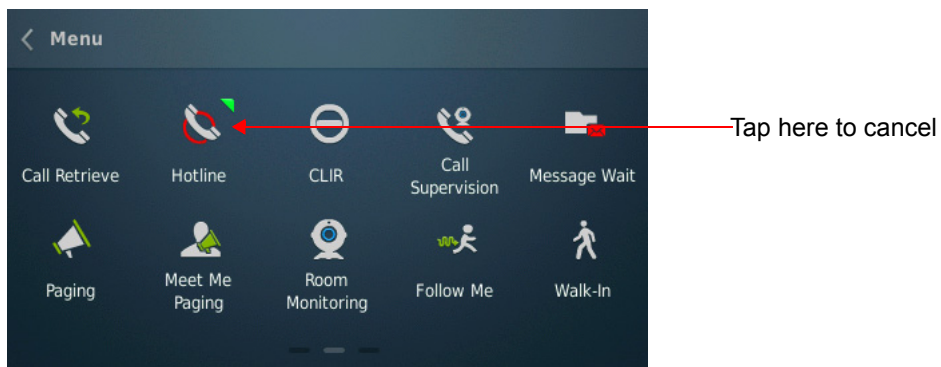 Menu
Call Retrieve
Hotline
CLIR
Call
Supervision
Message Wait
Tap here to cancel
Paging
Meet Me
Paging
Room
Monitoring
Follow Me
Walk-In